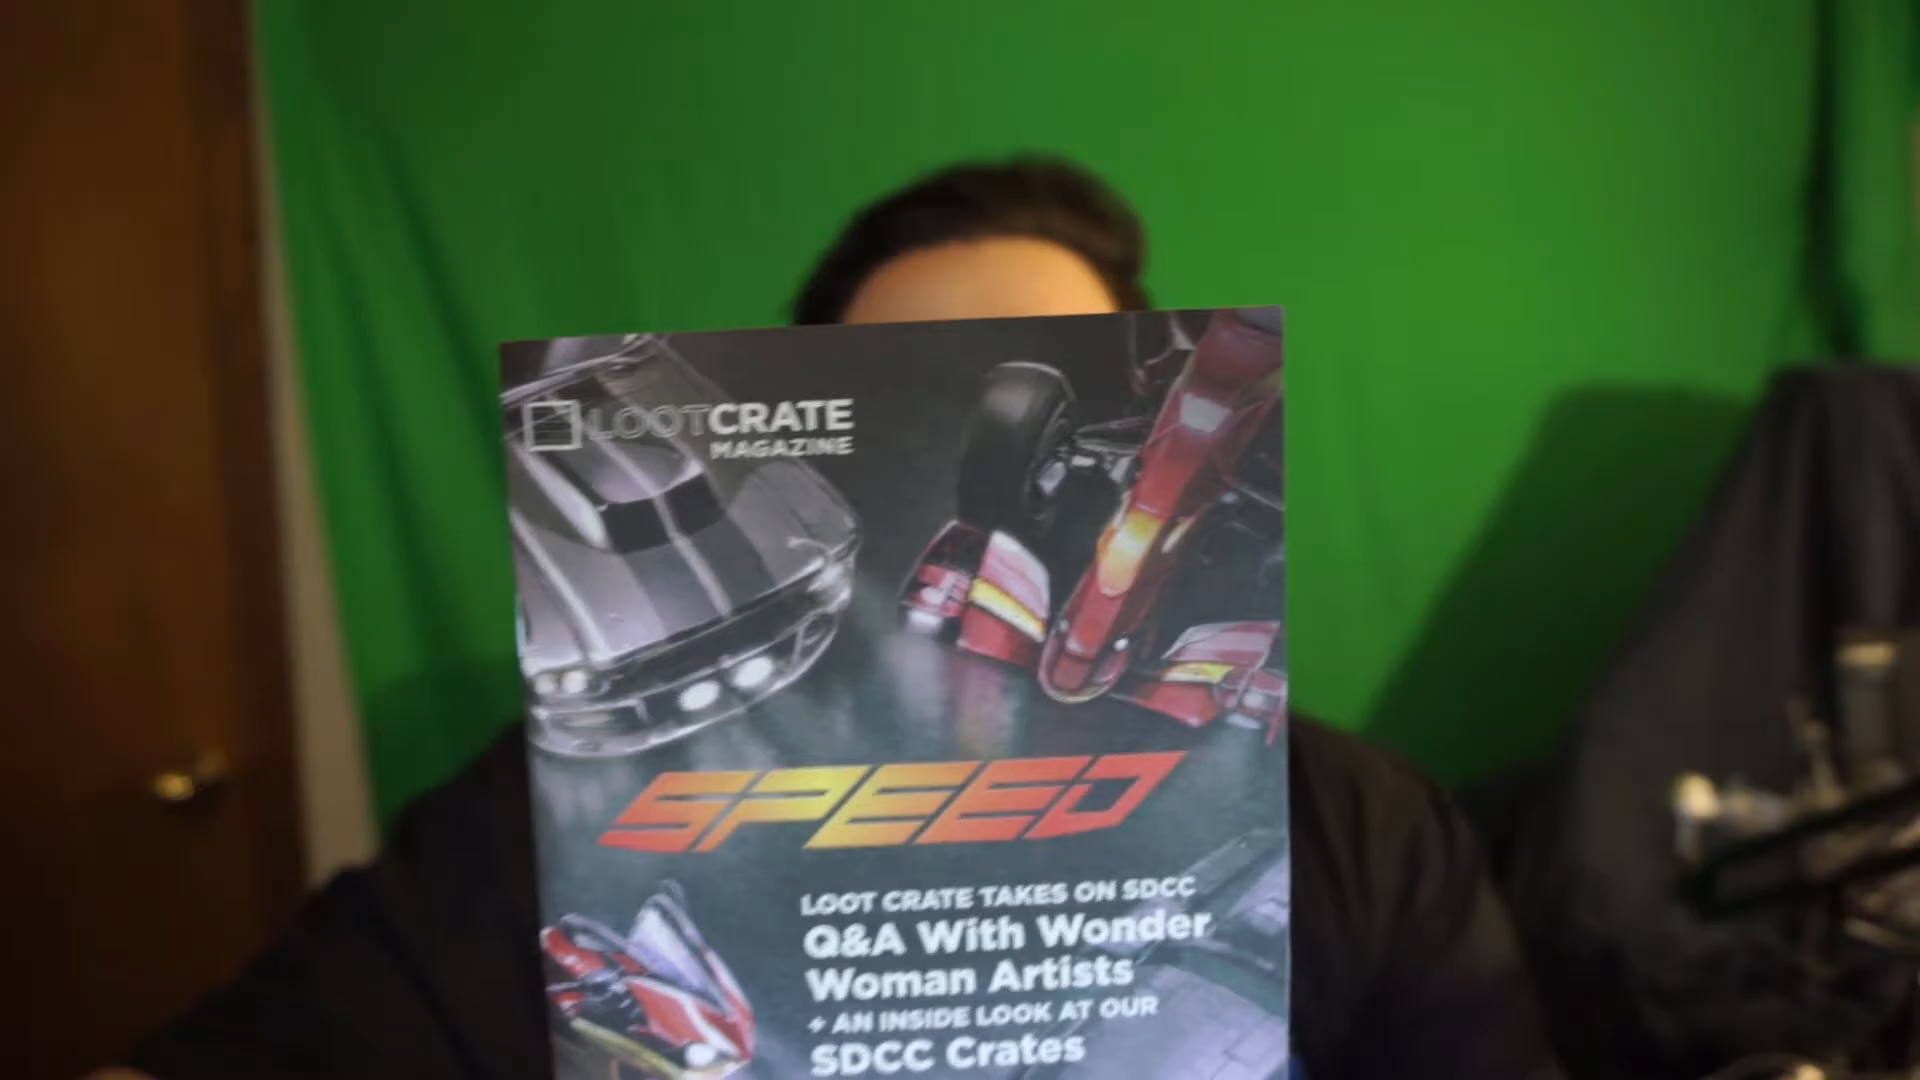 LOOTCRATE
MAGAZINE
SPEED
LOOT CRATE TAKES ON SDCC
Q&A With Wonder
Woman Artists
+ AN INSIDE LOOK AT OUR
SDCC Crates